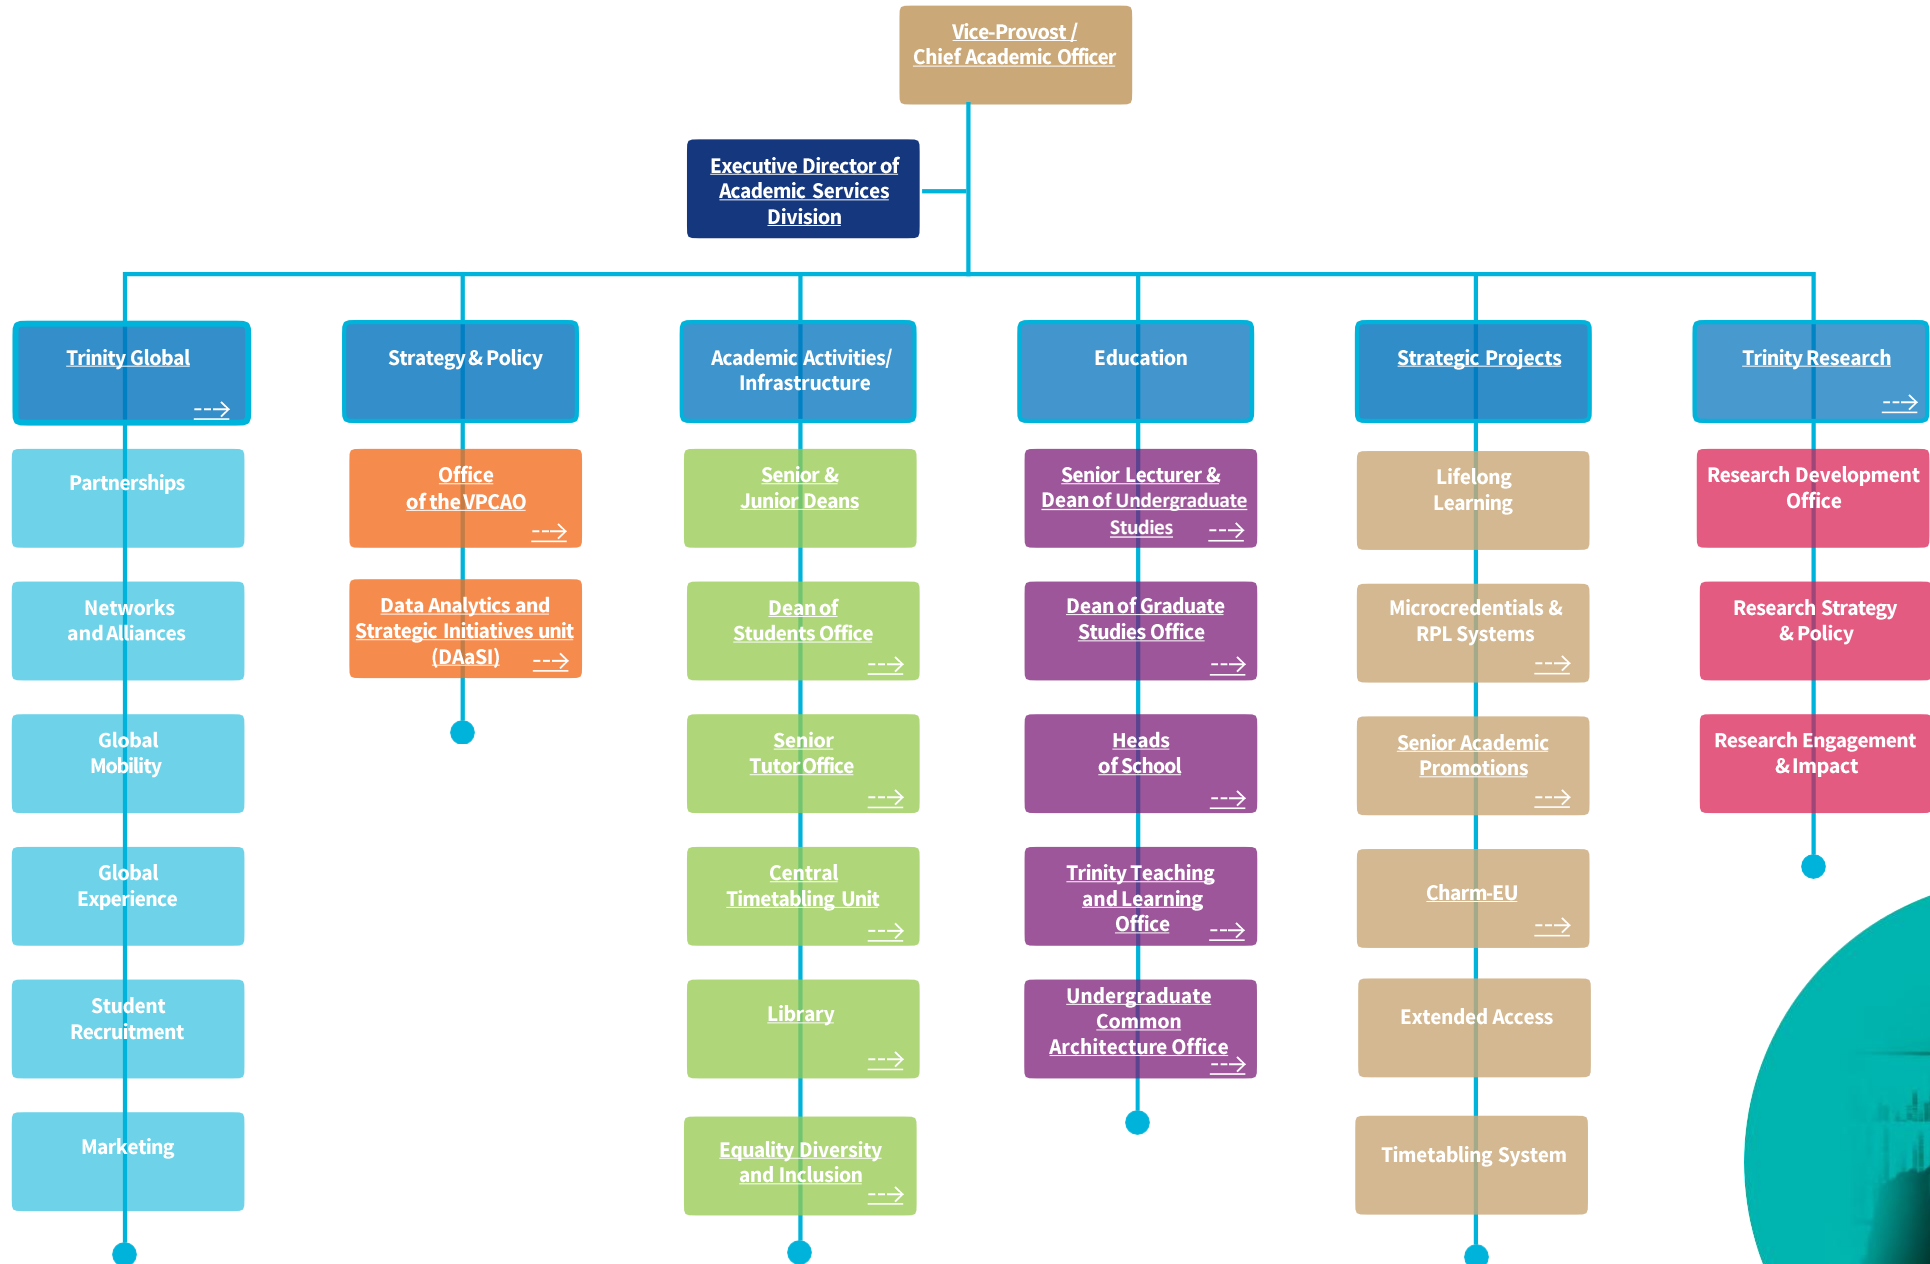 Vice-Provost /
Chief Academic Officer
Executive Director of
Academic Services
Division
Trinity Global
Strategy & Policy
Academic Activities/
Infrastructure
Education
Strategic Projects
Trinity Research
Partnerships
Networks
and Alliances
Global
Mobility
Global
Experience
Student
Recruitment
Marketing
Office
of the VPCAO
Data Analytics and
Strategic Initiatives unit
(DAaSI)
Senior &
Junior Deans
Dean of
Students Office
Senior
Tutor Office
Central
Timetabling Unit
Library
Equality Diversity
and Inclusion
Senior Lecturer &
Dean of Undergraduate
Studies
Dean of Graduate
Studies Office
Heads
of School
Trinity Teaching
and Learning
Office
Undergraduate
Common
Architecture Office
Lifelong
Learning
Microcredentials &
RPL Systems
Senior Academic
Promotions
Charm-EU
Extended Access
Timetabling System
Research Development
Office
Research Strategy
& Policy
Research Engagement
& Impact